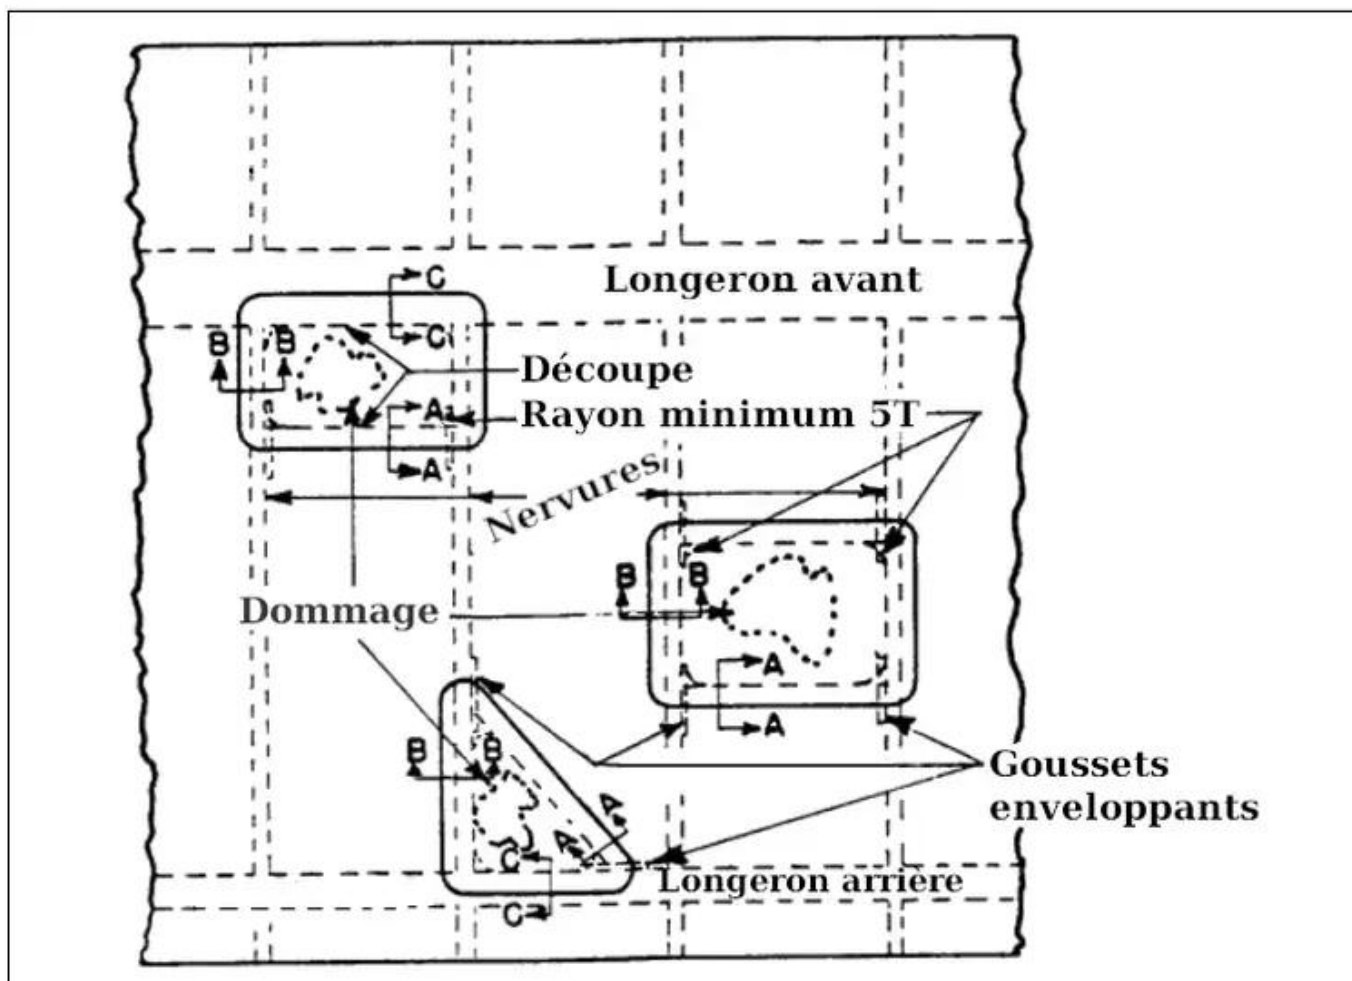 C
Longeron avant
B B C
Découpe
A Rayon minimum 5T
A
Nervures
B B
Dommage
A
A
B B
Goussets
enveloppants
A
A
C
Longeron arrière
C